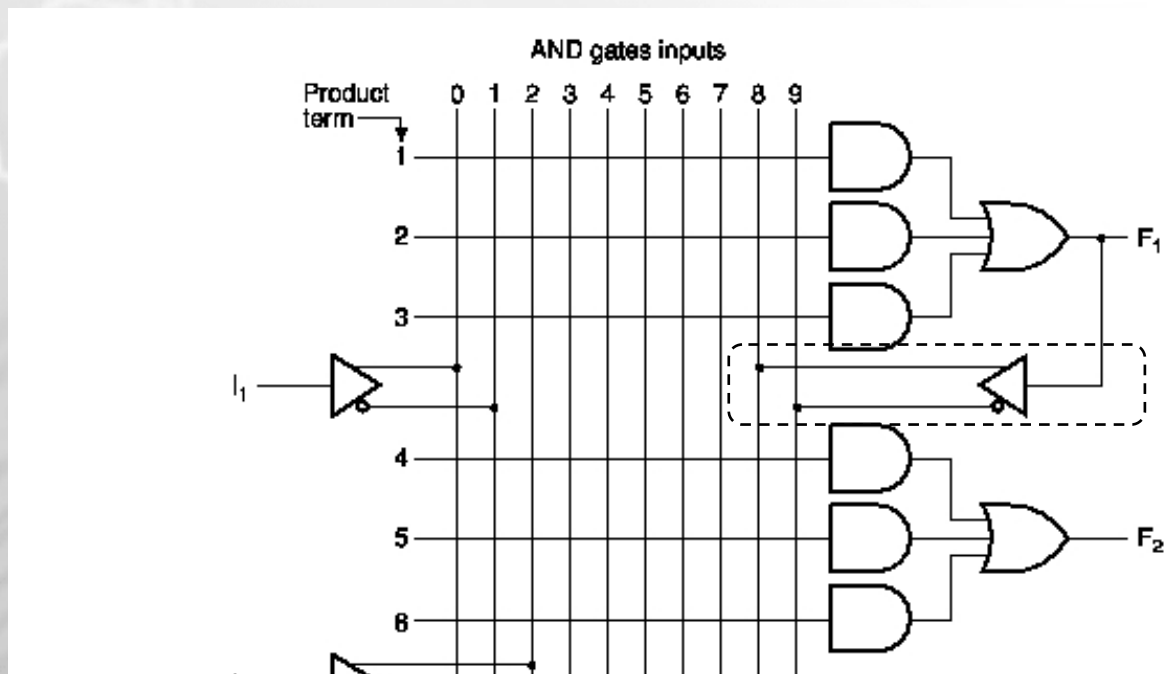 AND gates inputs
Product
term
0 1 2 3 4 5 6 7 8 9
1
2
F₁
3
I₁
4
5
F₂
6